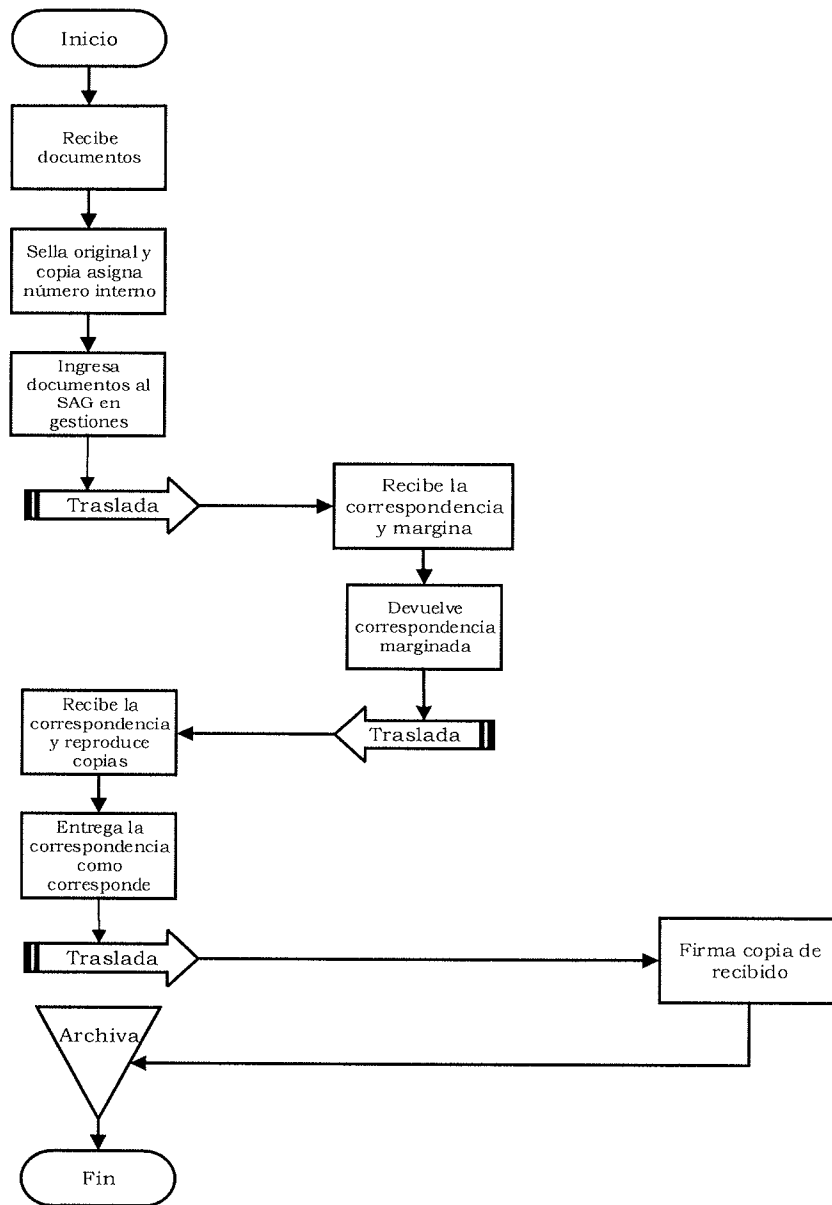 Inicio
Recibe
documentos
Sella original y
copia asigna
número interno
Ingresa
documentos al
SAG en
gestiones
Traslada
Recibe la
correspondencia
y margina
Devuelve
correspondencia
marginada
Traslada
Recibe la
correspondencia
y reproduce
copias
Entrega la
correspondencia
como
corresponde
Traslada
Firma copia de
recibido
Archiva
Fin